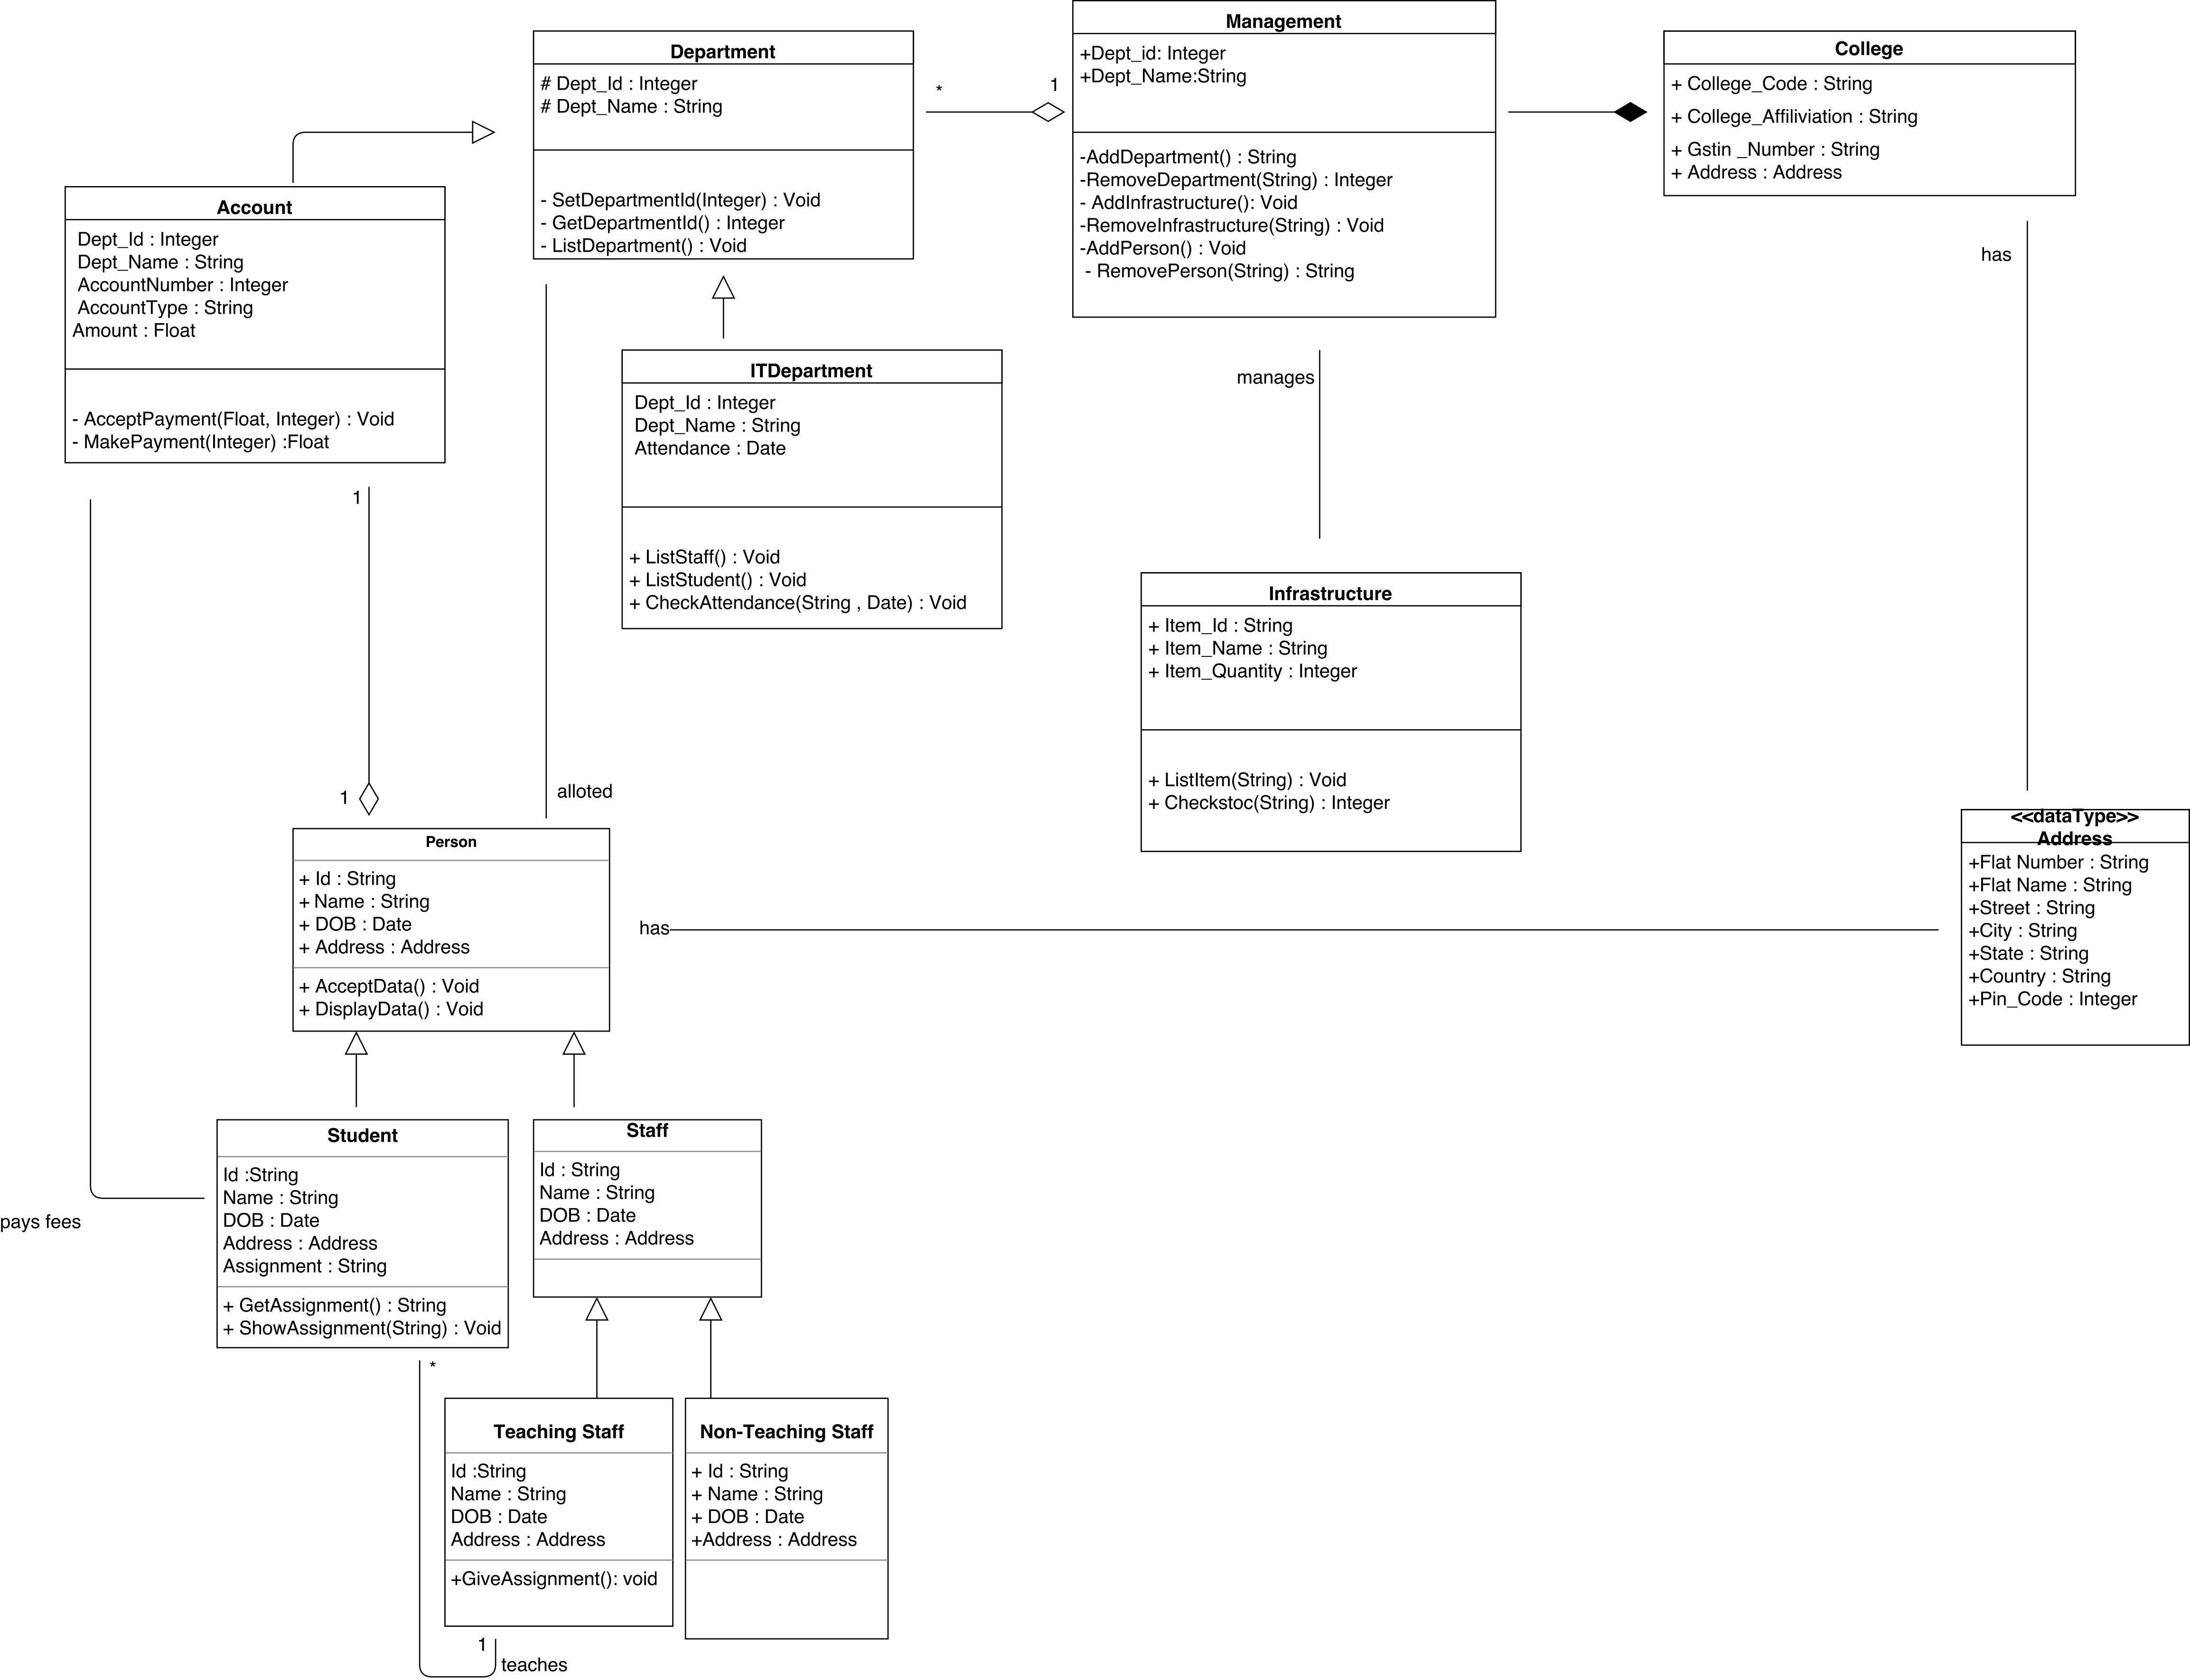 Management
+Dept_id: Integer
+Dept_Name:String
-AddDepartment() : String
-RemoveDepartment(String) : Integer
- AddInfrastructure(): Void
-RemoveInfrastructure(String) : Void
-AddPerson() : Void
- RemovePerson(String) : String
Department
# Dept_Id : Integer
# Dept_Name : String
- SetDepartmentId(Integer) : Void
- GetDepartmentId() : Integer
- ListDepartment() : Void
*
1
College
+ College_Code : String
+ College_Affiliviation : String
+ Gstin _Number : String
+ Address : Address
has
Account
Dept_Id : Integer
Dept_Name : String
AccountNumber : Integer
AccountType : String
Amount : Float
- AcceptPayment(Float, Integer) : Void
- MakePayment(Integer) :Float
1
ITDepartment
Dept_Id : Integer
Dept_Name : String
Attendance : Date
+ ListStaff() : Void
+ ListStudent() : Void
+ CheckAttendance(String , Date) : Void
manages
Infrastructure
+ Item_Id : String
+ Item_Name : String
+ Item_Quantity : Integer
+ ListItem(String) : Void
+ Checkstoc(String) : Integer
1
alloted
Person
+ Id : String
+ Name : String
+ DOB : Date
+ Address : Address
+ AcceptData() : Void
+ DisplayData() : Void
has
<<dataType>>
Address
+Flat Number : String
+Flat Name : String
+Street : String
+City : String
+State : String
+Country : String
+Pin_Code : Integer
pays fees
Student
Id :String
Name : String
DOB : Date
Address : Address
Assignment : String
+ GetAssignment() : String
+ ShowAssignment(String) : Void
*
Staff
Id : String
Name : String
DOB : Date
Address : Address
Teaching Staff
Id :String
Name : String
DOB : Date
Address : Address
+GiveAssignment(): void
1
teaches
Non-Teaching Staff
+ Id : String
+ Name : String
+ DOB : Date
+Address : Address